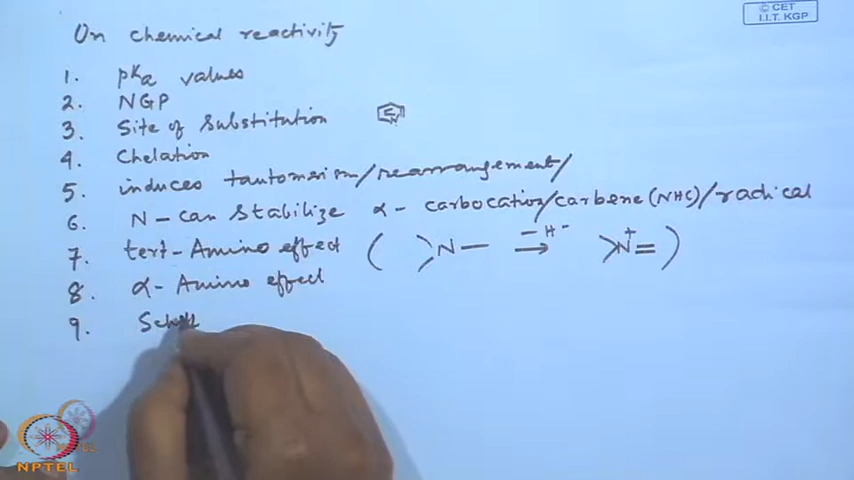 © CET
I.I.T. KGP
On chemical reactivity
1. pKa values
2. NGP
3. Site of substitution
4. Chelation
5. induces tautomerism/rearrangement/
6. N-can stabilize α-carbocation/carbene(NHC)/radical
7. tert-Amino effect ( >N— —H⁻ → >N⁺= )
8. α-Amino effect
9.
NPTEL